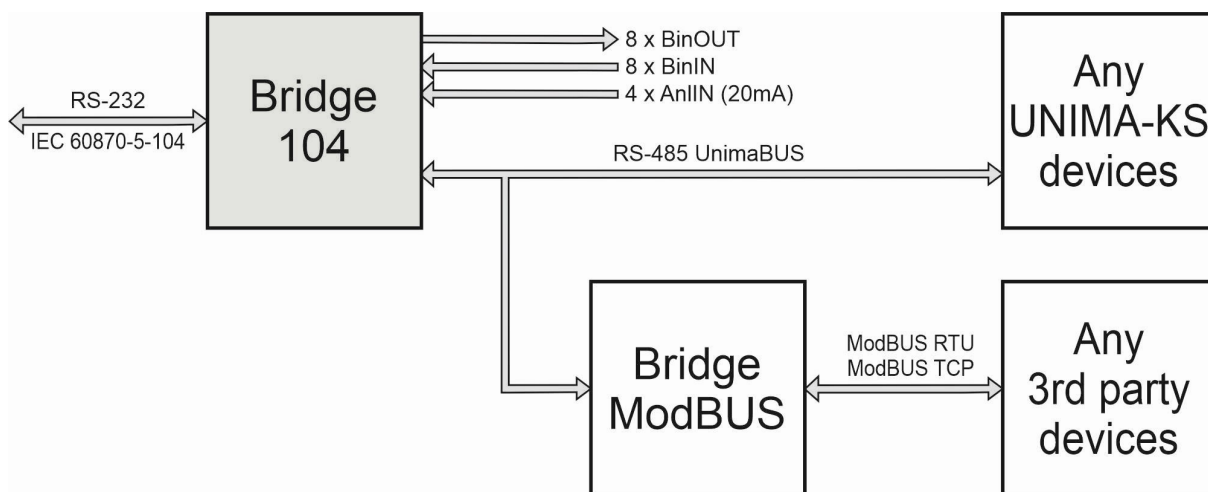 RS-232
IEC 60870-5-104
Bridge
104
8 x BinOUT
8 x BinIN
4 x AnIIN (20mA)
RS-485 UnimaBUS
Any
UNIMA-KS
devices
Bridge
ModBUS
ModBUS RTU
ModBUS TCP
Any
3rd party
devices